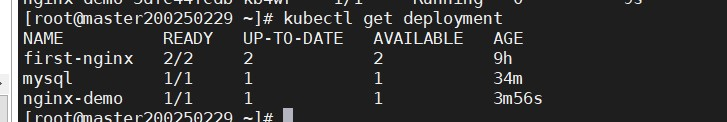 [root@master200250229 ~]# kubectl get deployment
NAME READY UP-TO-DATE AVAILABLE AGE
first-nginx 2/2 2 2 9h
mysql 1/1 1 1 34m
nginx-demo 1/1 1 1 3m56s
[root@master200250229 ~]#